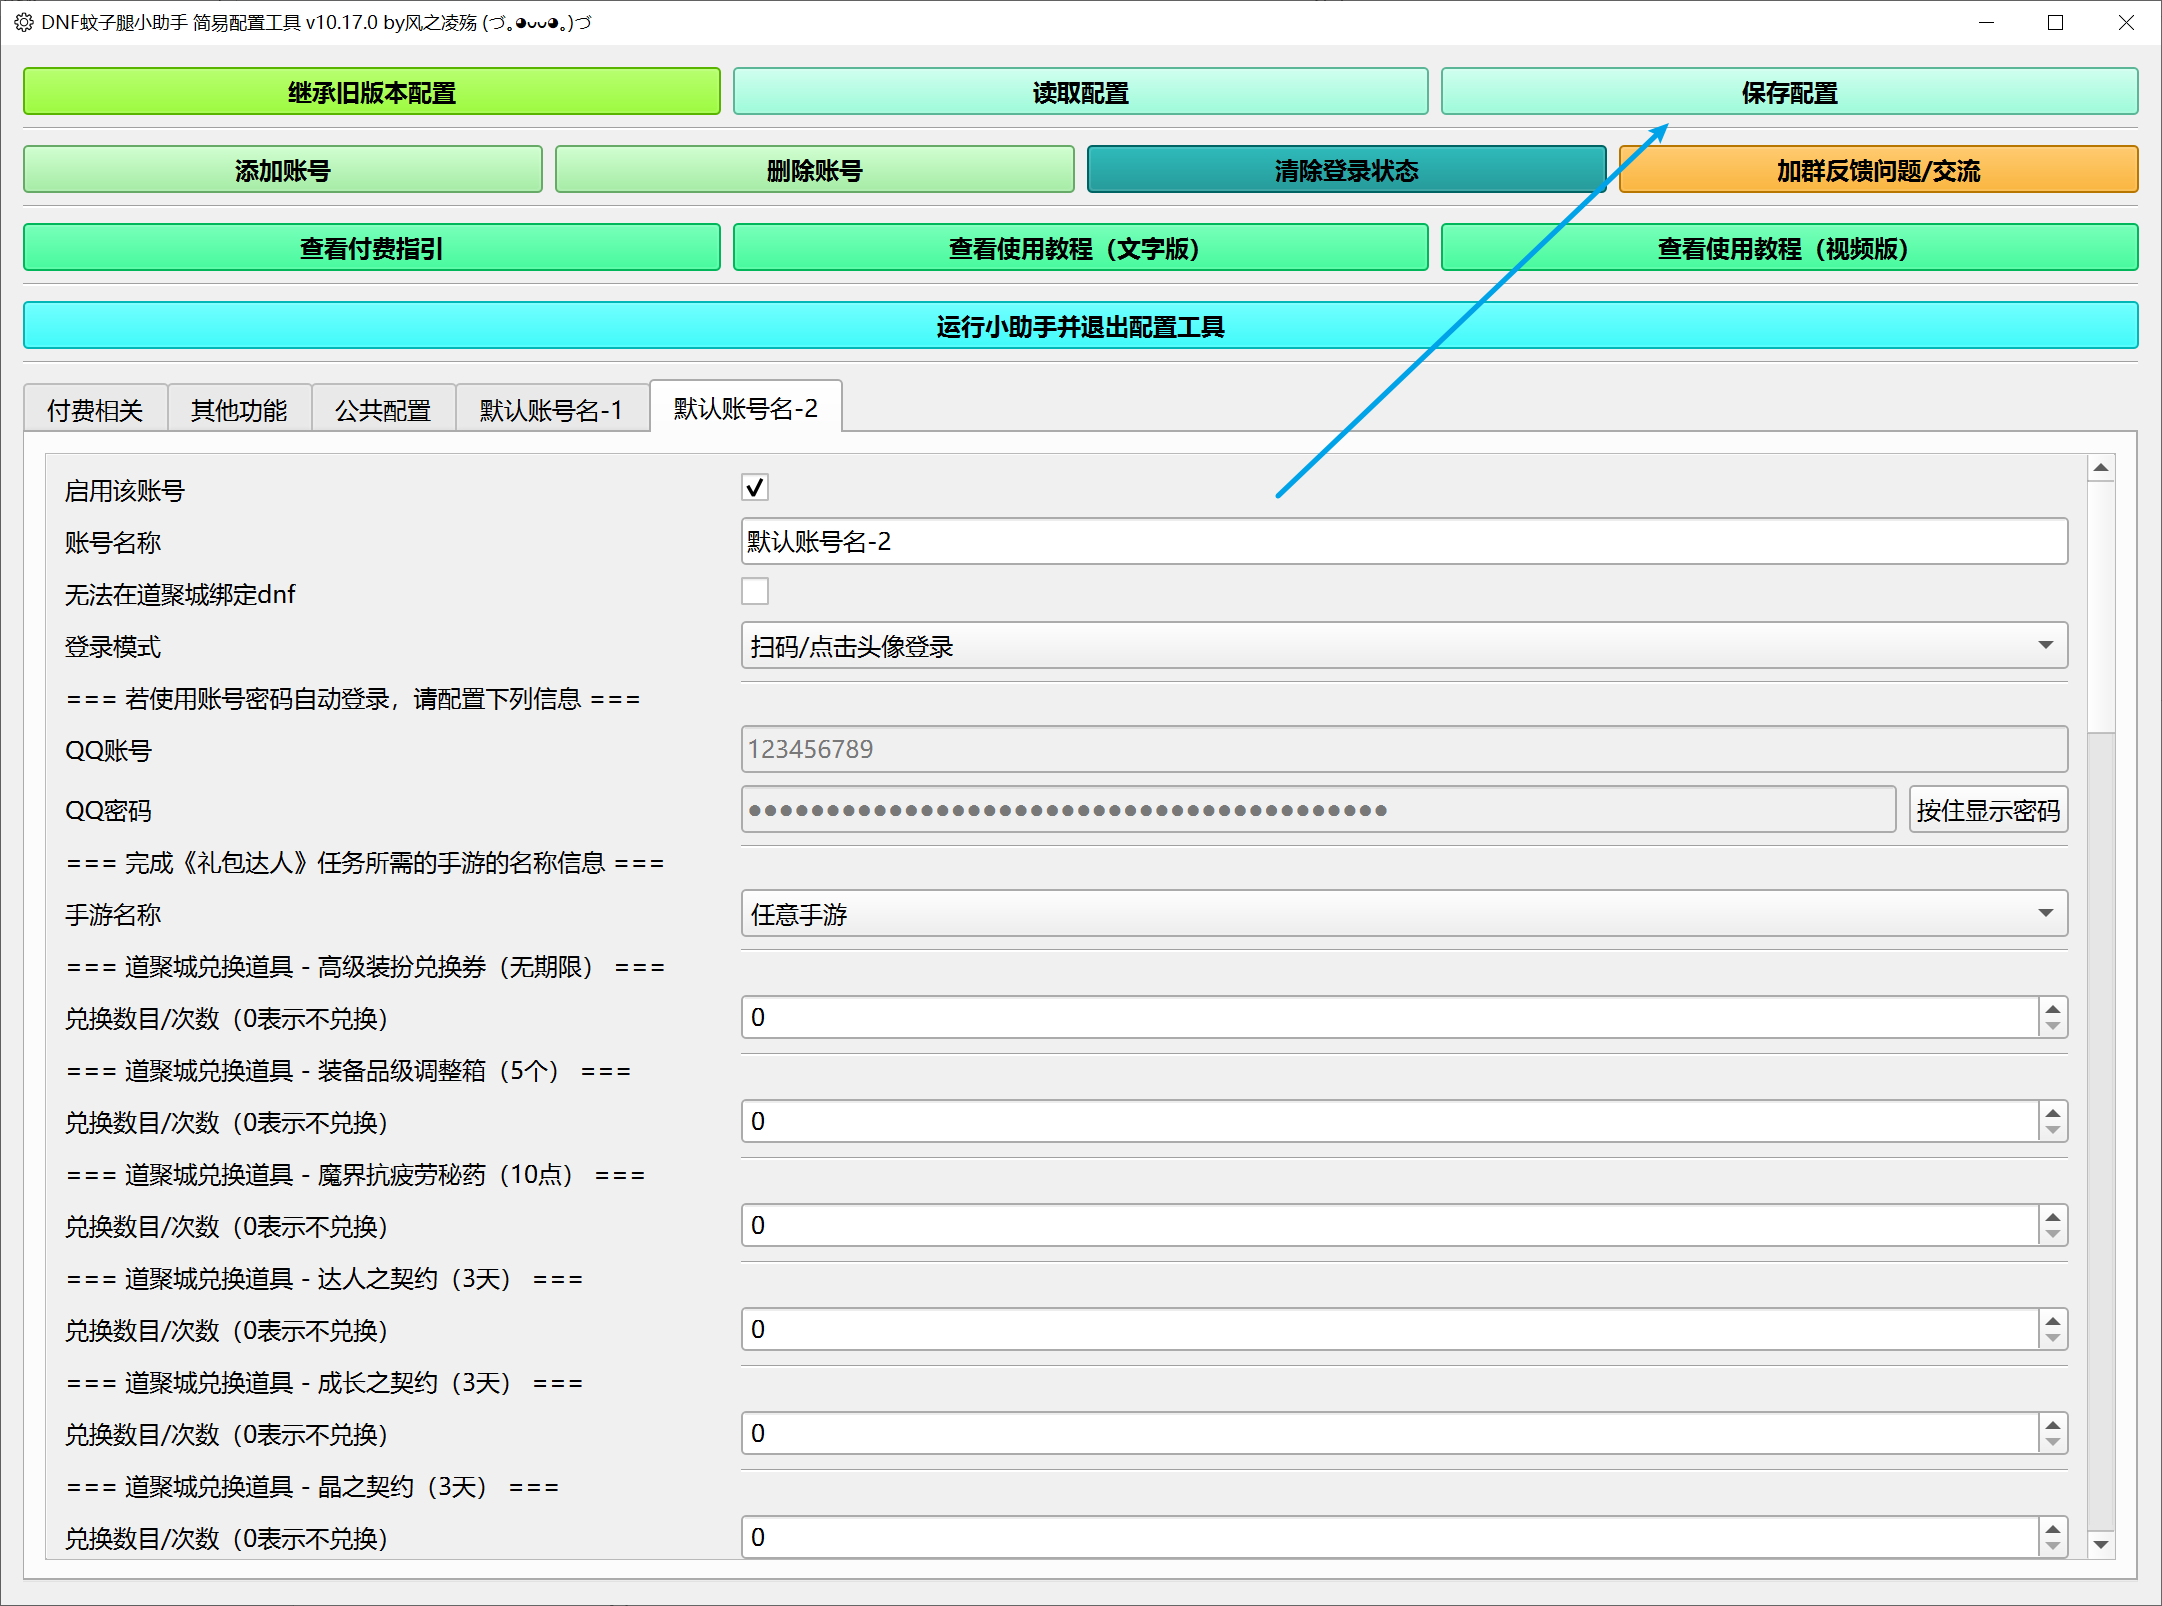 DNF蚊子腿小助手 简易配置工具 v10.17.0 by风之凌殇 (づ｡◕ᴗᴗ◕｡)づ
继承旧版本配置 读取配置 保存配置
添加账号 删除账号 清除登录状态 加群反馈问题/交流
查看付费指引 查看使用教程（文字版） 查看使用教程（视频版）
运行小助手并退出配置工具
付费相关 其他功能 公共配置 默认账号名-1 默认账号名-2
启用该账号
账号名称 默认账号名-2
无法在道聚城绑定dnf
登录模式 扫码/点击头像登录
=== 若使用账号密码自动登录，请配置下列信息 ===
QQ账号 123456789
QQ密码 ●●●●●●●●●●●●●●●●●●●●●●●●●●●●●●●●●●●●●●●●● 按住显示密码
=== 完成《礼包达人》任务所需的手游的名称信息 ===
手游名称 任意手游
=== 道聚城兑换道具 - 高级装扮兑换券（无期限） ===
兑换数目/次数（0表示不兑换） 0
=== 道聚城兑换道具 - 装备品级调整箱（5个） ===
兑换数目/次数（0表示不兑换） 0
=== 道聚城兑换道具 - 魔界抗疲劳秘药（10点） ===
兑换数目/次数（0表示不兑换） 0
=== 道聚城兑换道具 - 达人之契约（3天） ===
兑换数目/次数（0表示不兑换） 0
=== 道聚城兑换道具 - 成长之契约（3天） ===
兑换数目/次数（0表示不兑换） 0
=== 道聚城兑换道具 - 晶之契约（3天） ===
兑换数目/次数（0表示不兑换） 0